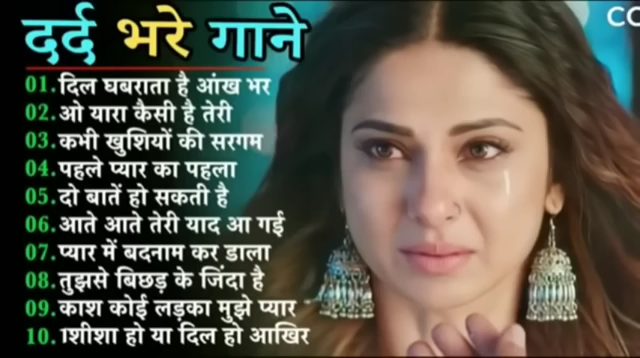 दर्द भरे गाने
CO
01. दिल घबराता है आंख भर
02. ओ यारा कैसी है तेरी
03. कभी खुशियों की सरगम
04. पहले प्यार का पहला
05. दो बातें हो सकती है
06. आते आते तेरी याद आ गई
07. प्यार में बदनाम कर डाला
08. तुझसे बिछड़ के जिंदा है
09. काश कोई लड़का मुझे प्यार
10. ाशीशा हो या दिल हो आखिर